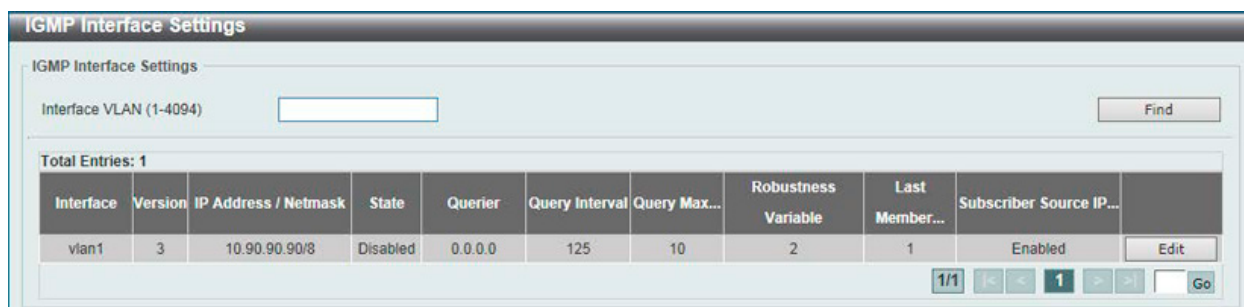 IGMP Interface Settings
IGMP Interface Settings
Interface VLAN (1-4094)
Find
Total Entries: 1
Interface Version IP Address / Netmask State Querier Query Interval Query Max... Robustness Variable Last Member... Subscriber Source IP...
vlan1 3 10.90.90.90/8 Disabled 0.0.0.0 125 10 2 1 Enabled Edit
1/1 |< < 1 > >| Go